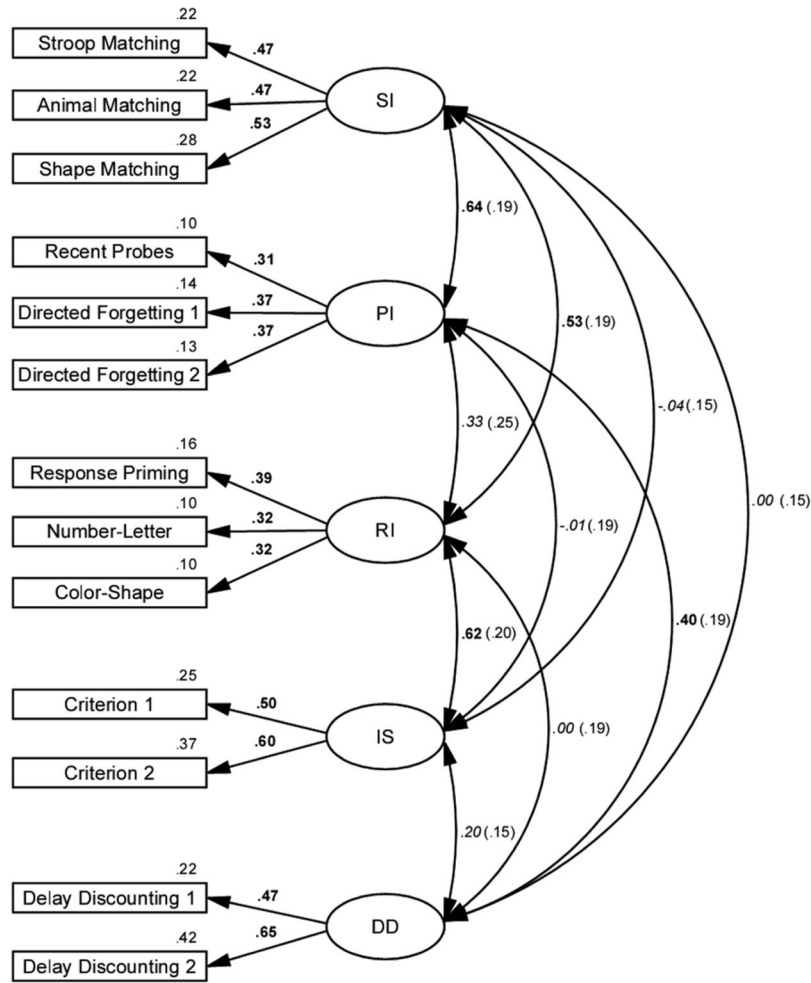 .22
Stroop Matching
.47
.22
Animal Matching
.47
SI
.53
.28
Shape Matching
.64 (.19)
.10
Recent Probes
.31
.14
Directed Forgetting 1
.37
PI
.37
.13
Directed Forgetting 2
.53 (.19)
-.04 (.15)
.33 (.25)
.16
Response Priming
.39
.10
Number-Letter
.32
RI
.32
.10
Color-Shape
-.01 (.19)
.00 (.15)
.62 (.20)
.40 (.19)
.25
Criterion 1
.50
IS
.60
.37
Criterion 2
.00 (.19)
.20 (.15)
.22
Delay Discounting 1
.47
DD
.65
.42
Delay Discounting 2